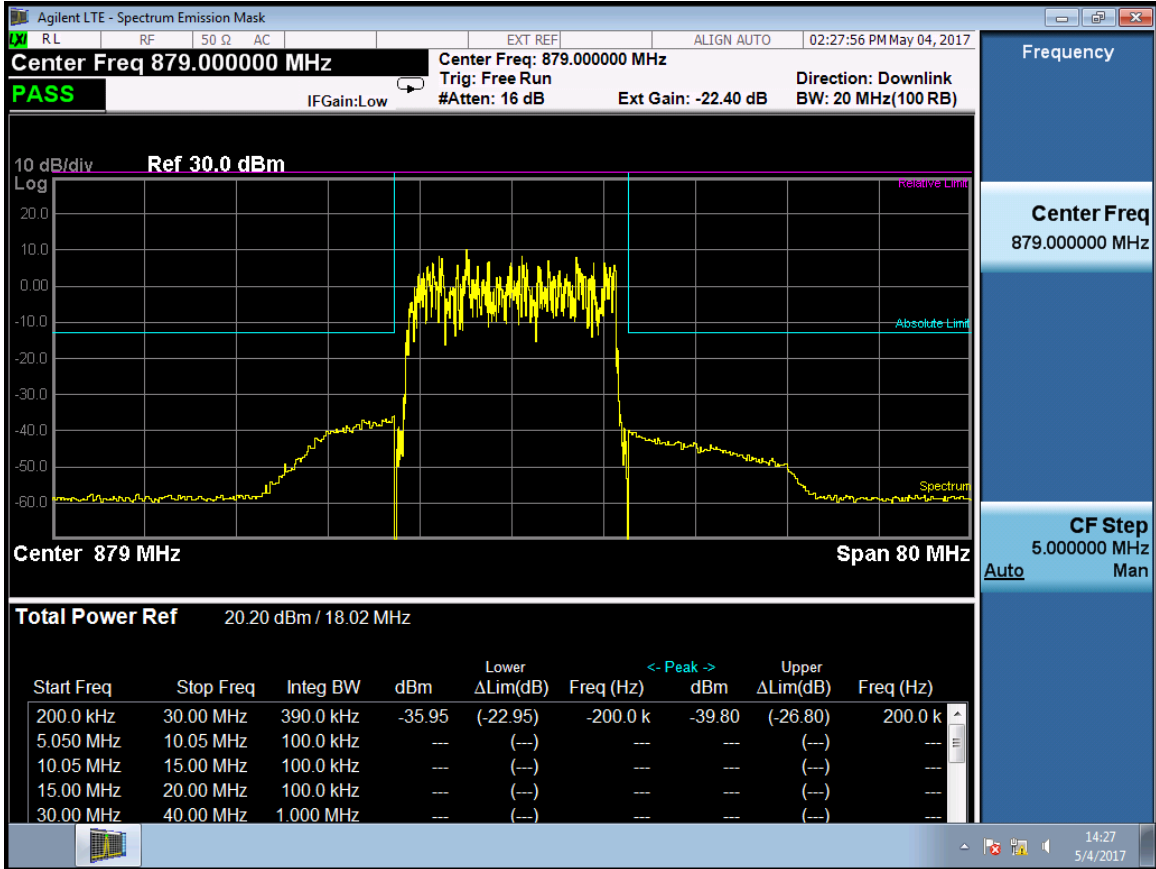 Agilent LTE - Spectrum Emission Mask
LXI RL RF 50 Ω AC EXT REF ALIGN AUTO 02:27:56 PM May 04, 2017
Center Freq 879.000000 MHz
PASS
IFGain:Low
Center Freq: 879.000000 MHz
Trig: Free Run
#Atten: 16 dB
Ext Gain: -22.40 dB
Direction: Downlink
BW: 20 MHz(100 RB)
10 dB/div Ref 30.0 dBm
Log
Relative Limit
20.0
10.0
0.00
-10.0
Absolute Limit
-20.0
-30.0
-40.0
-50.0
Spectrum
-60.0
Center 879 MHz Span 80 MHz
Total Power Ref 20.20 dBm / 18.02 MHz
Lower <- Peak -> Upper
Start Freq Stop Freq Integ BW dBm ΔLim(dB) Freq (Hz) dBm ΔLim(dB) Freq (Hz)
200.0 kHz 30.00 MHz 390.0 kHz -35.95 (-22.95) -200.0 k -39.80 (-26.80) 200.0 k
5.050 MHz 10.05 MHz 100.0 kHz --- (---) --- --- (---) ---
10.05 MHz 15.00 MHz 100.0 kHz --- (---) --- --- (---) ---
15.00 MHz 20.00 MHz 100.0 kHz --- (---) --- --- (---) ---
30.00 MHz 40.00 MHz 1.000 MHz --- (---) --- --- (---) ---
Frequency
Center Freq
879.000000 MHz
CF Step
5.000000 MHz
Auto Man
14:27
5/4/2017